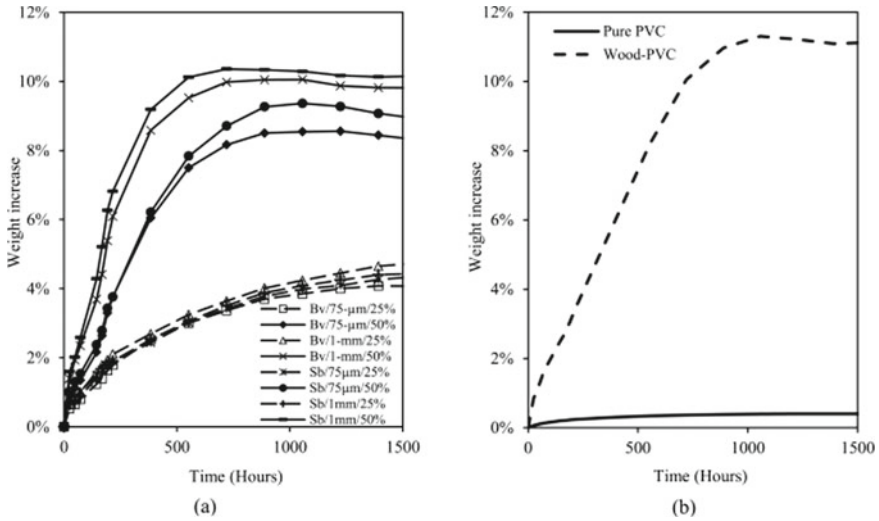 12%
10%
8%
6%
4%
2%
0%
Weight increase
0
500
1000
1500
Time (Hours)
Bv/75-µm/25%
Bv/75-µm/50%
Bv/1-mm/25%
Bv/1-mm/50%
Sb/75µm/25%
Sb/75µm/50%
Sb/1mm/25%
Sb/1mm/50%
(a)
12%
10%
8%
6%
4%
2%
0%
Weight increase
Pure PVC
Wood-PVC
0
500
1000
1500
Time (Hours)
(b)